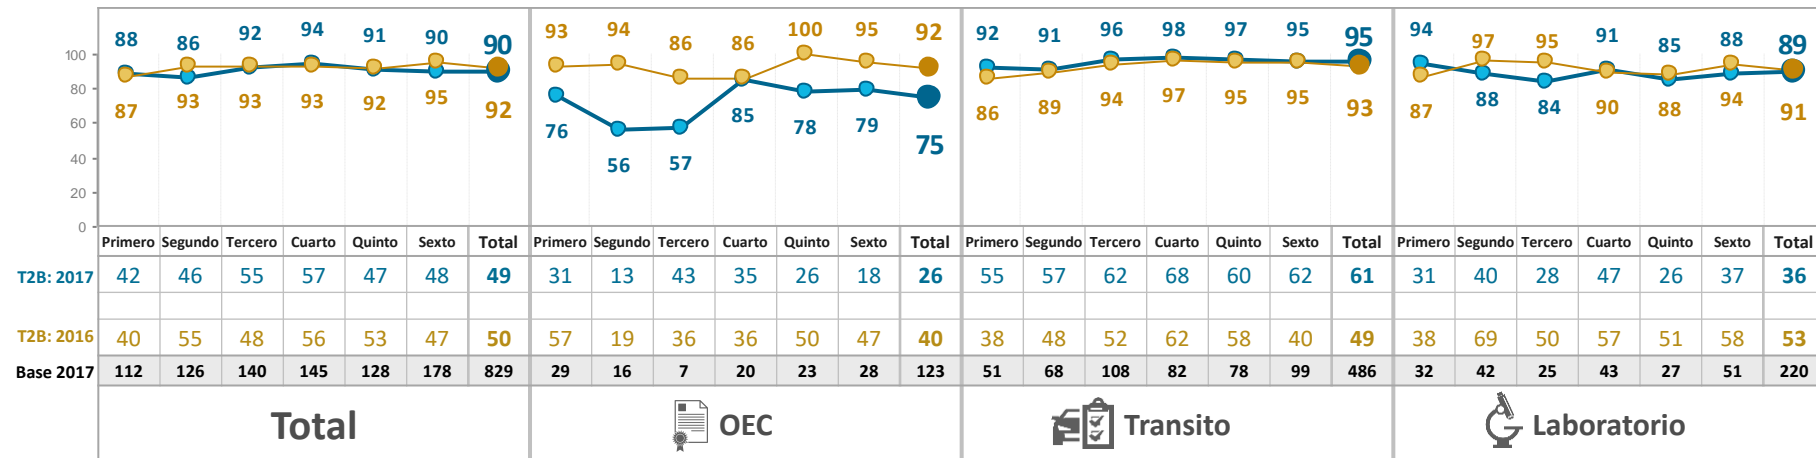 88 86 92 94 91 90 90
93 94 86 86 100 95 92
92 91 96 98 97 95 95
94 97 95 91 85 88 89
100
80
60
40
20
0
87 93 93 93 92 95 92
76 56 57 85 78 79 75
86 89 94 97 95 95 93
87 88 84 90 88 94 91
Primero Segundo Tercero Cuarto Quinto Sexto Total Primero Segundo Tercero Cuarto Quinto Sexto Total Primero Segundo Tercero Cuarto Quinto Sexto Total Primero Segundo Tercero Cuarto Quinto Sexto Total
T2B: 2017 42 46 55 57 47 48 49 31 13 43 35 26 18 26 55 57 62 68 60 62 61 31 40 28 47 26 37 36
T2B: 2016 40 55 48 56 53 47 50 57 19 36 36 50 47 40 38 48 52 62 58 40 49 38 69 50 57 51 58 53
Base 2017 112 126 140 145 128 178 829 29 16 7 20 23 28 123 51 68 108 82 78 99 486 32 42 25 43 27 51 220
Total OEC Transito Laboratorio